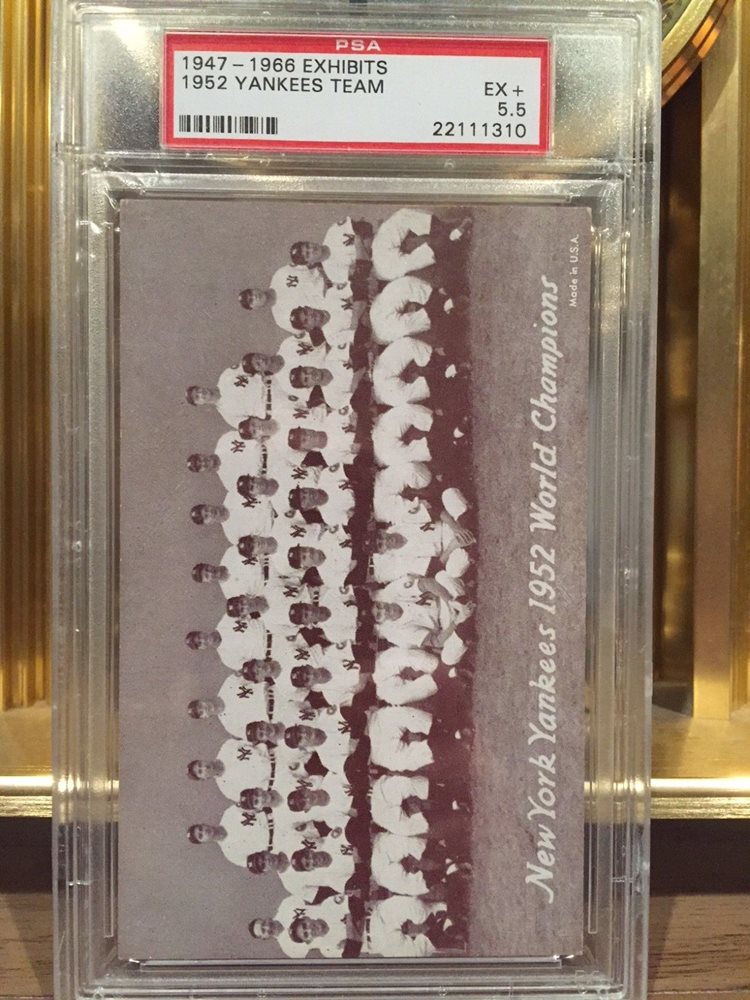 PSA
1947 – 1966 EXHIBITS
1952 YANKEES TEAM
EX +
5.5
22111310
New York Yankees 1952 World Champions
Made in U.S.A.